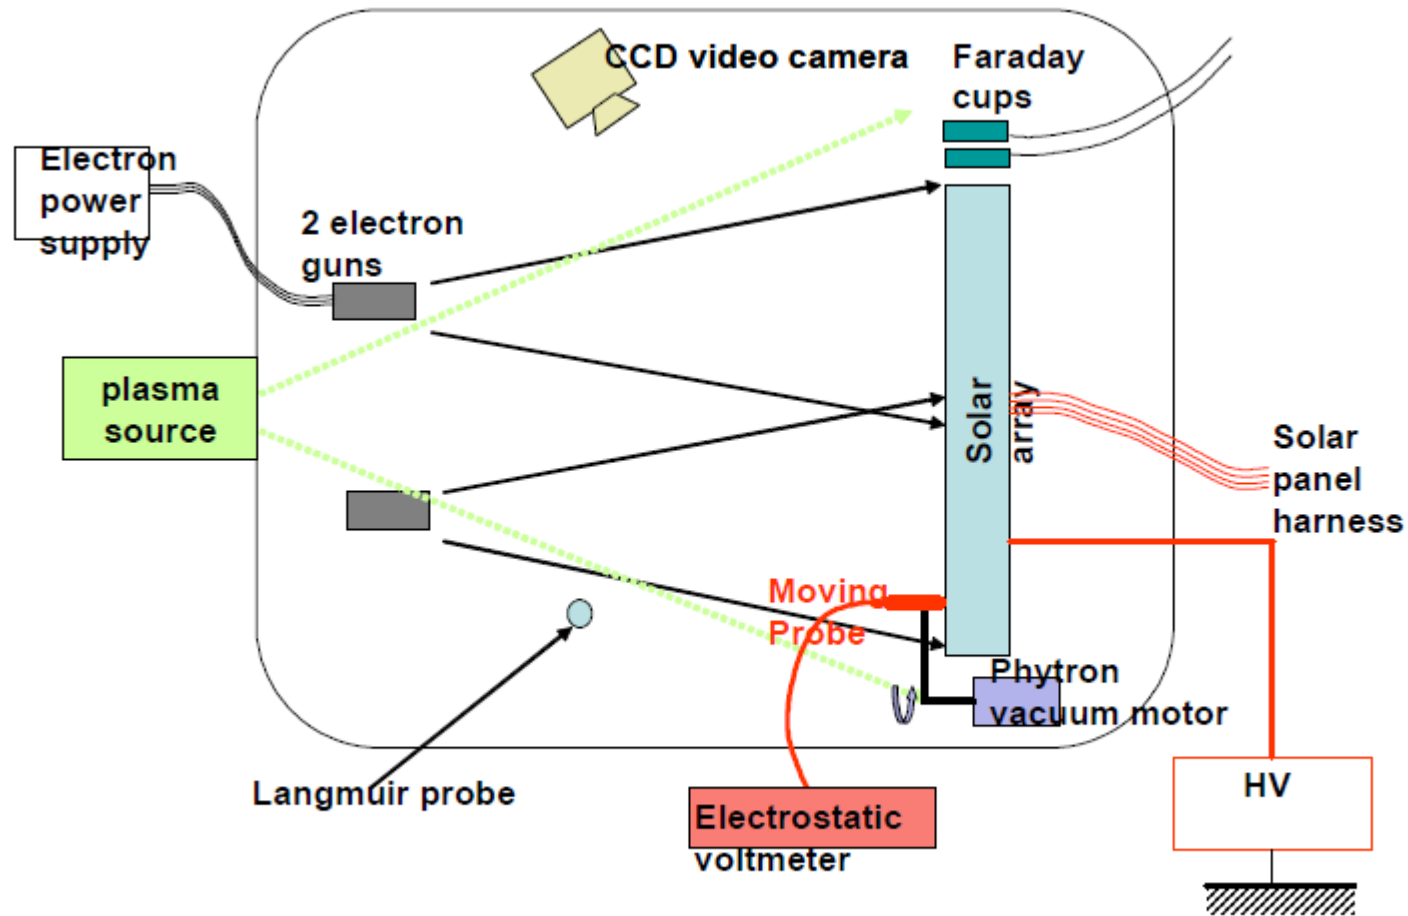 CCD video camera
Faraday
cups
Electron
power
supply
2 electron
guns
plasma
source
Solar
array
Solar
panel
harness
Moving
Probe
Phytron
vacuum motor
Langmuir probe
Electrostatic
voltmeter
HV